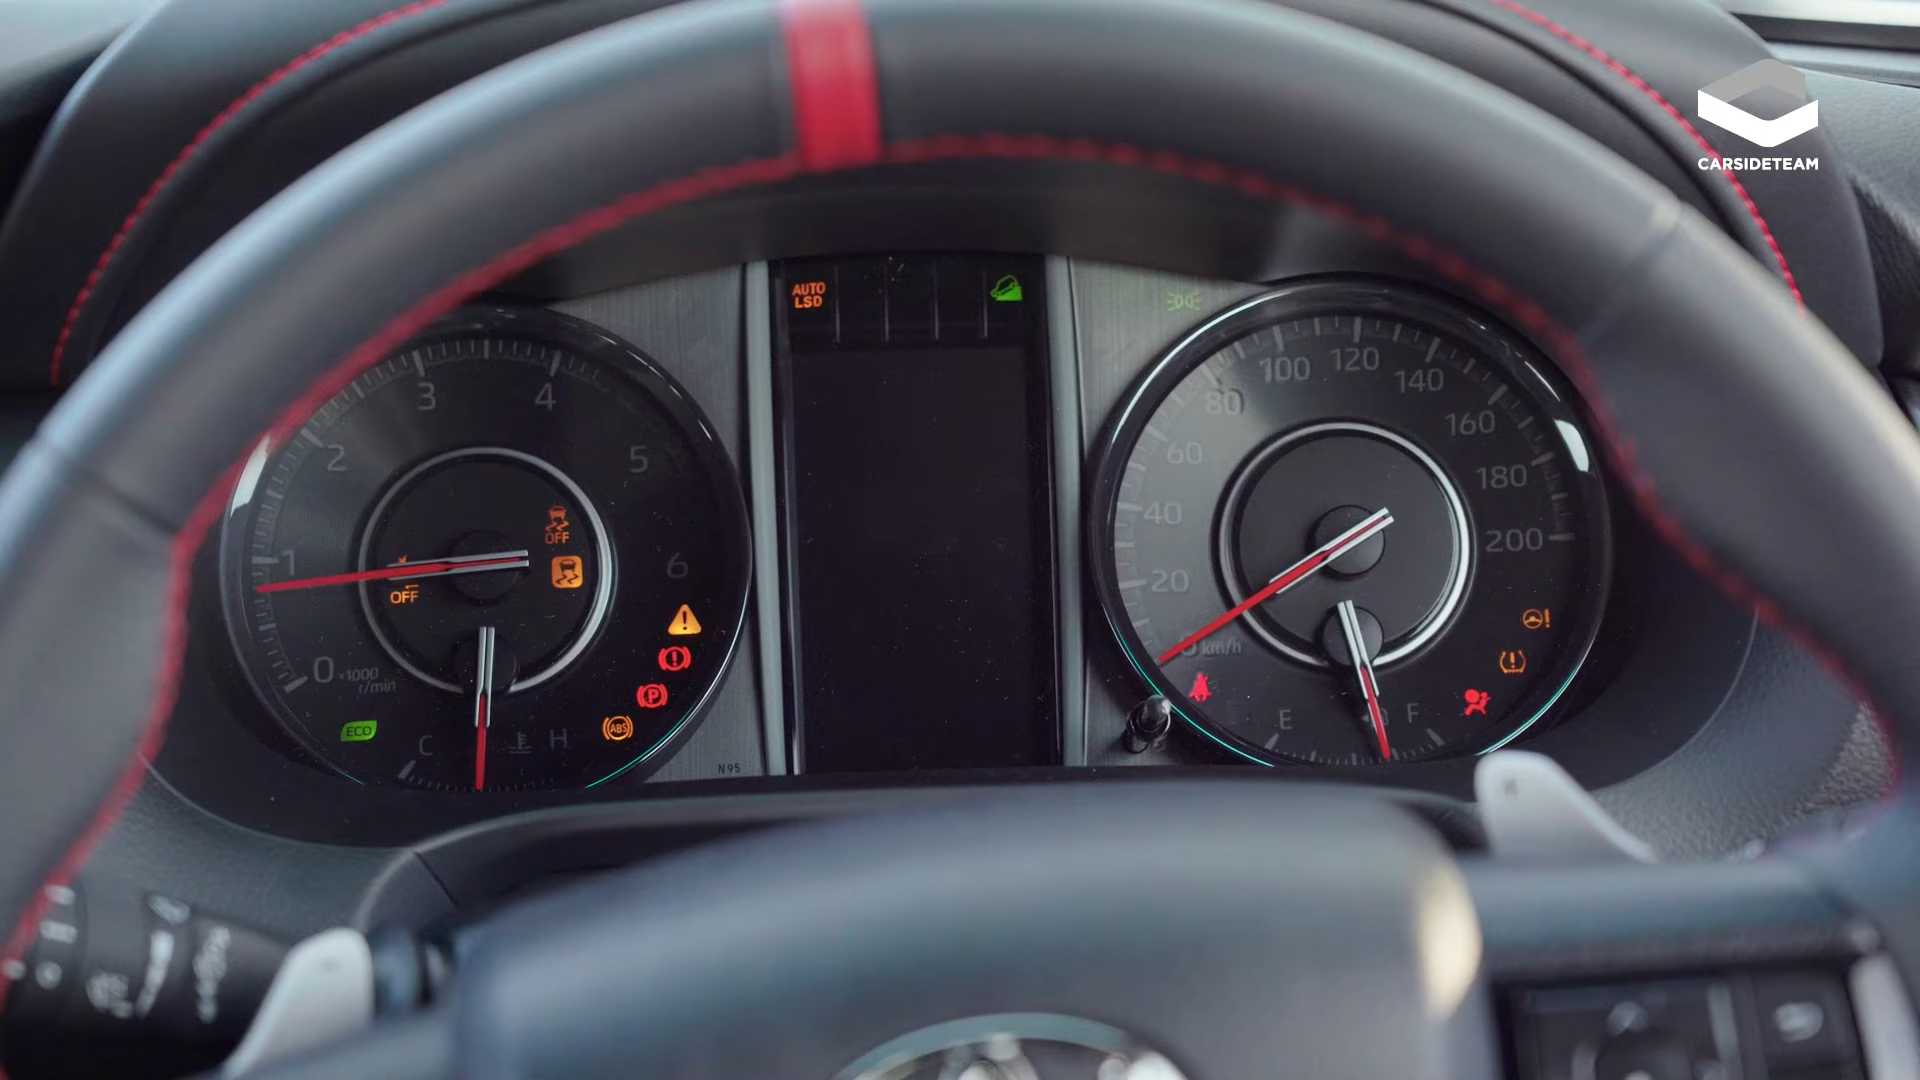 CARSIDETEAM
AUTO
LSD
3
4
2
5
1
6
OFF
OFF
0
×1000
r/min
ECO
C
H
P
ABS
N95
100
120
80
140
60
160
40
180
20
200
0
km/h
E
F